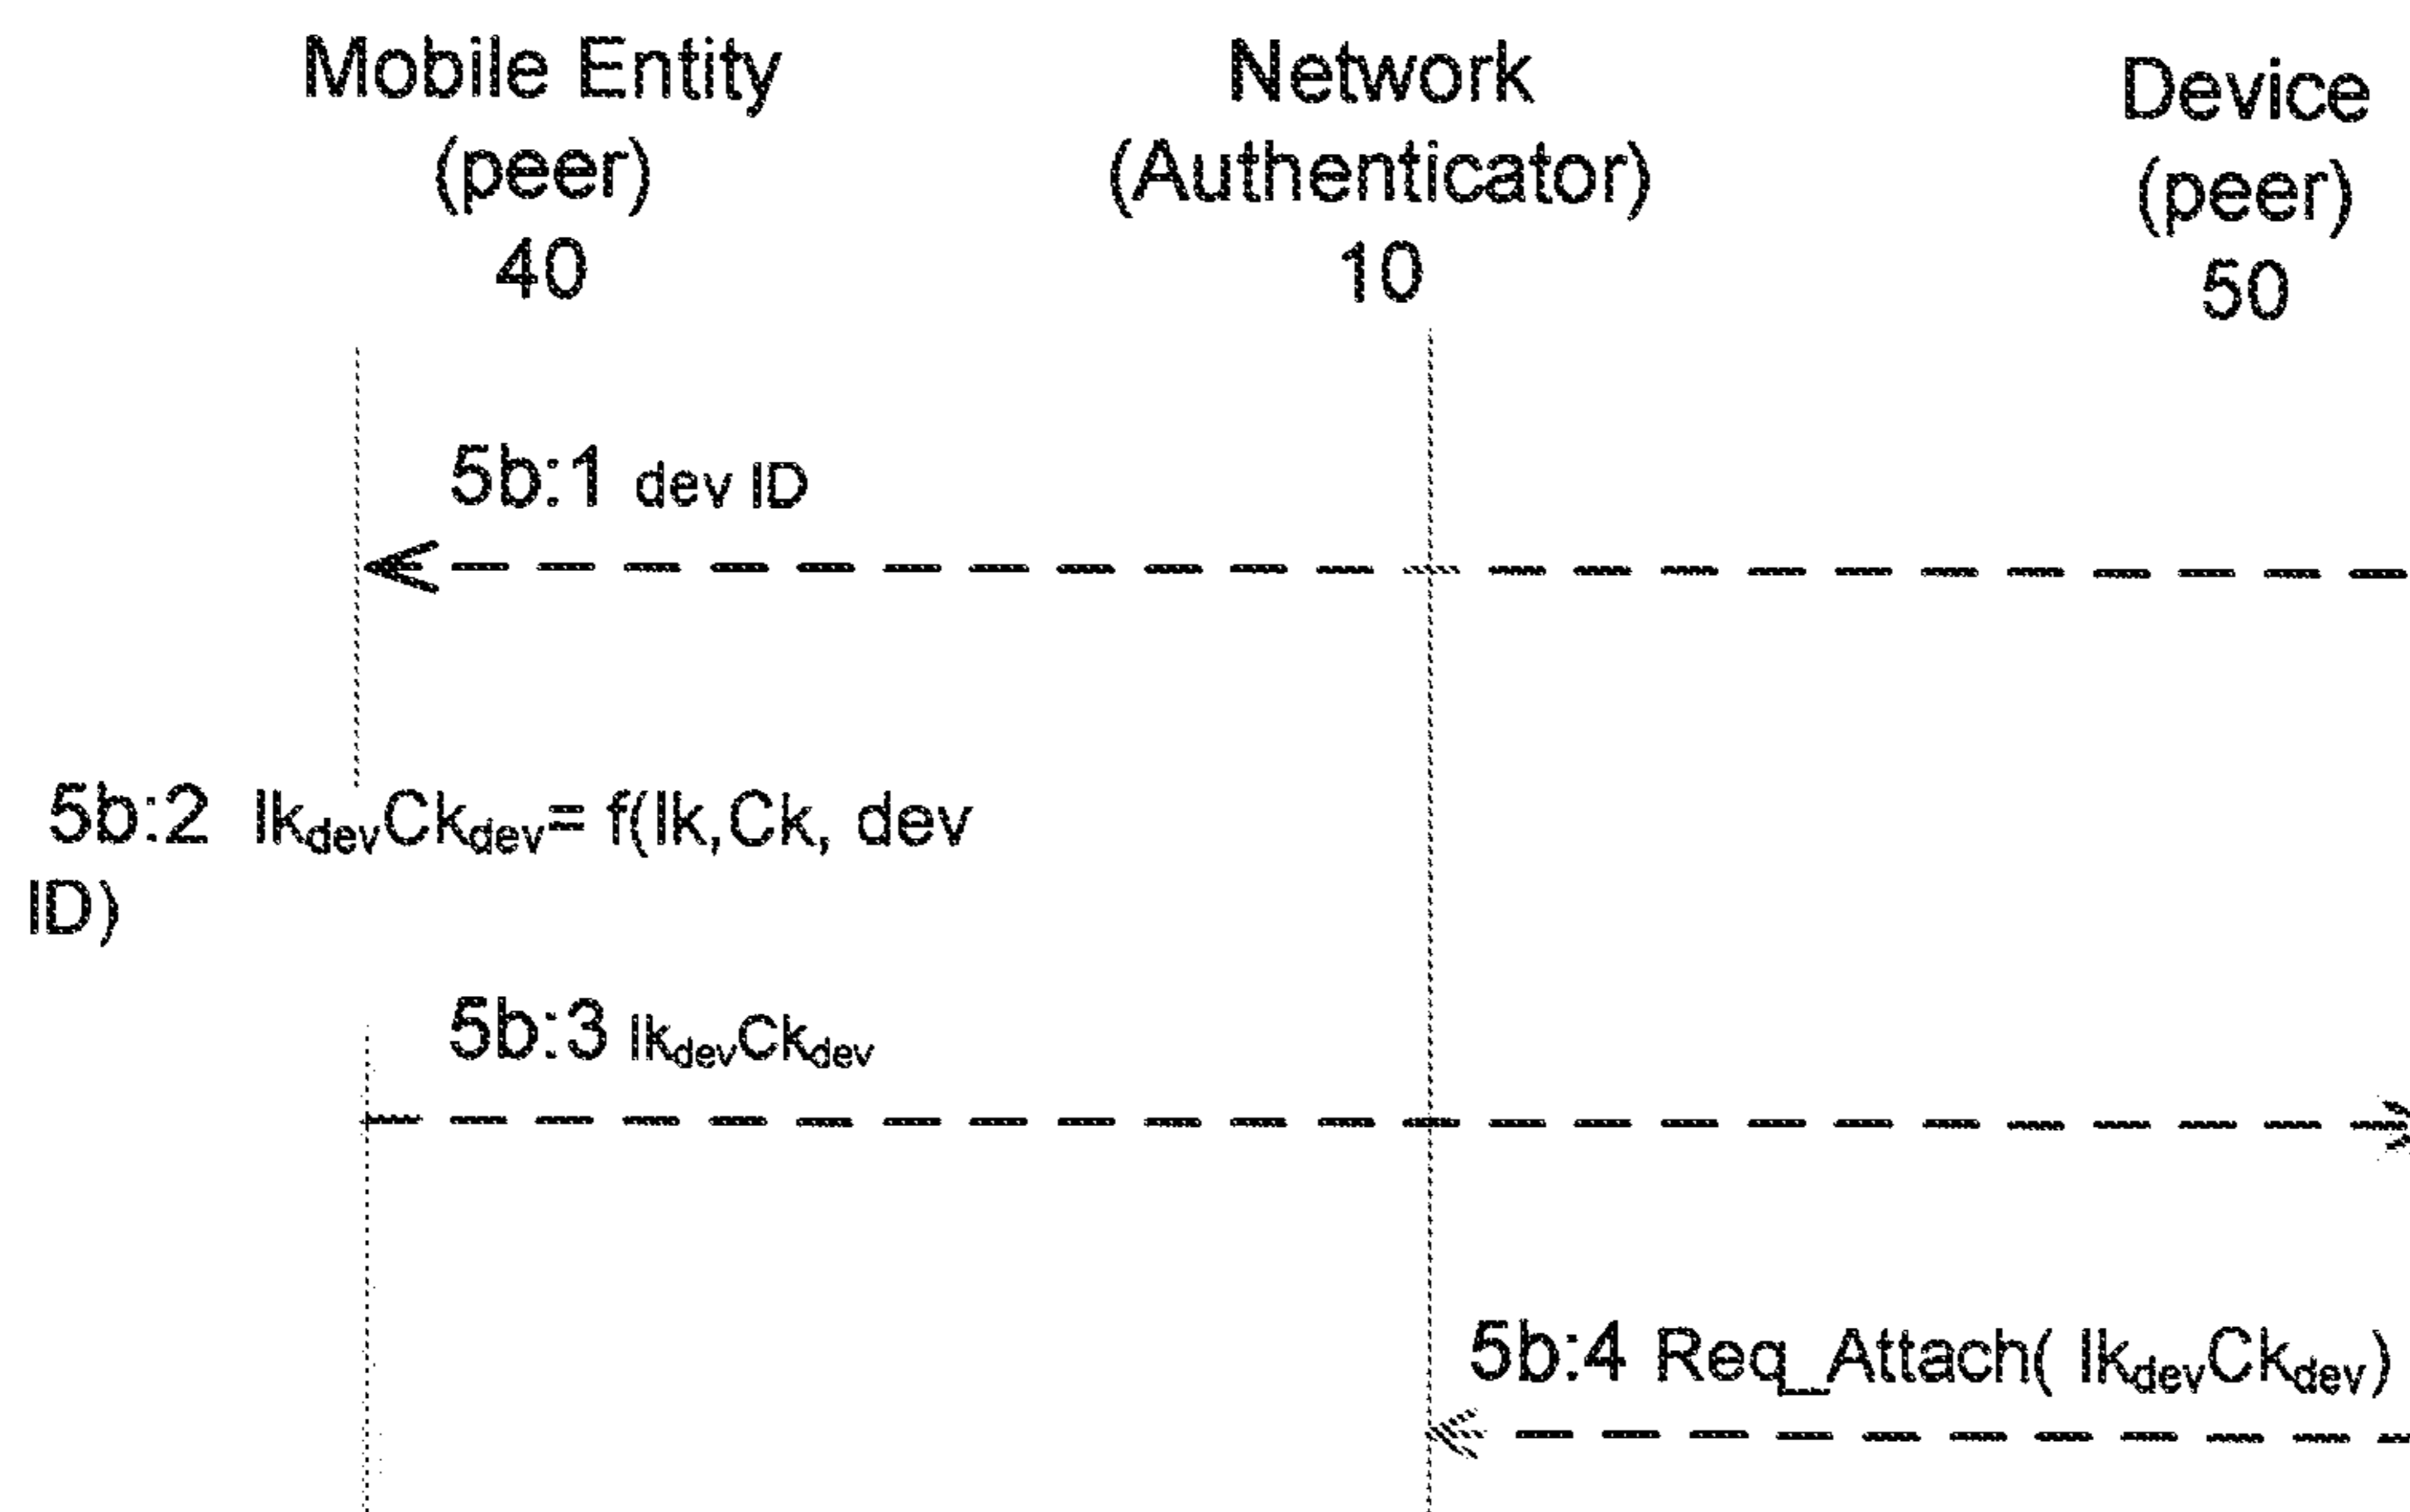 Mobile Entity
(peer)
40
Network
(Authenticator)
10
Device
(peer)
50
5b:1 dev ID
5b:2 IkdevCkdev= f(Ik,Ck, dev
ID)
5b:3 IkdevCkdev
5b:4 Req_Attach( IkdevCkdev)